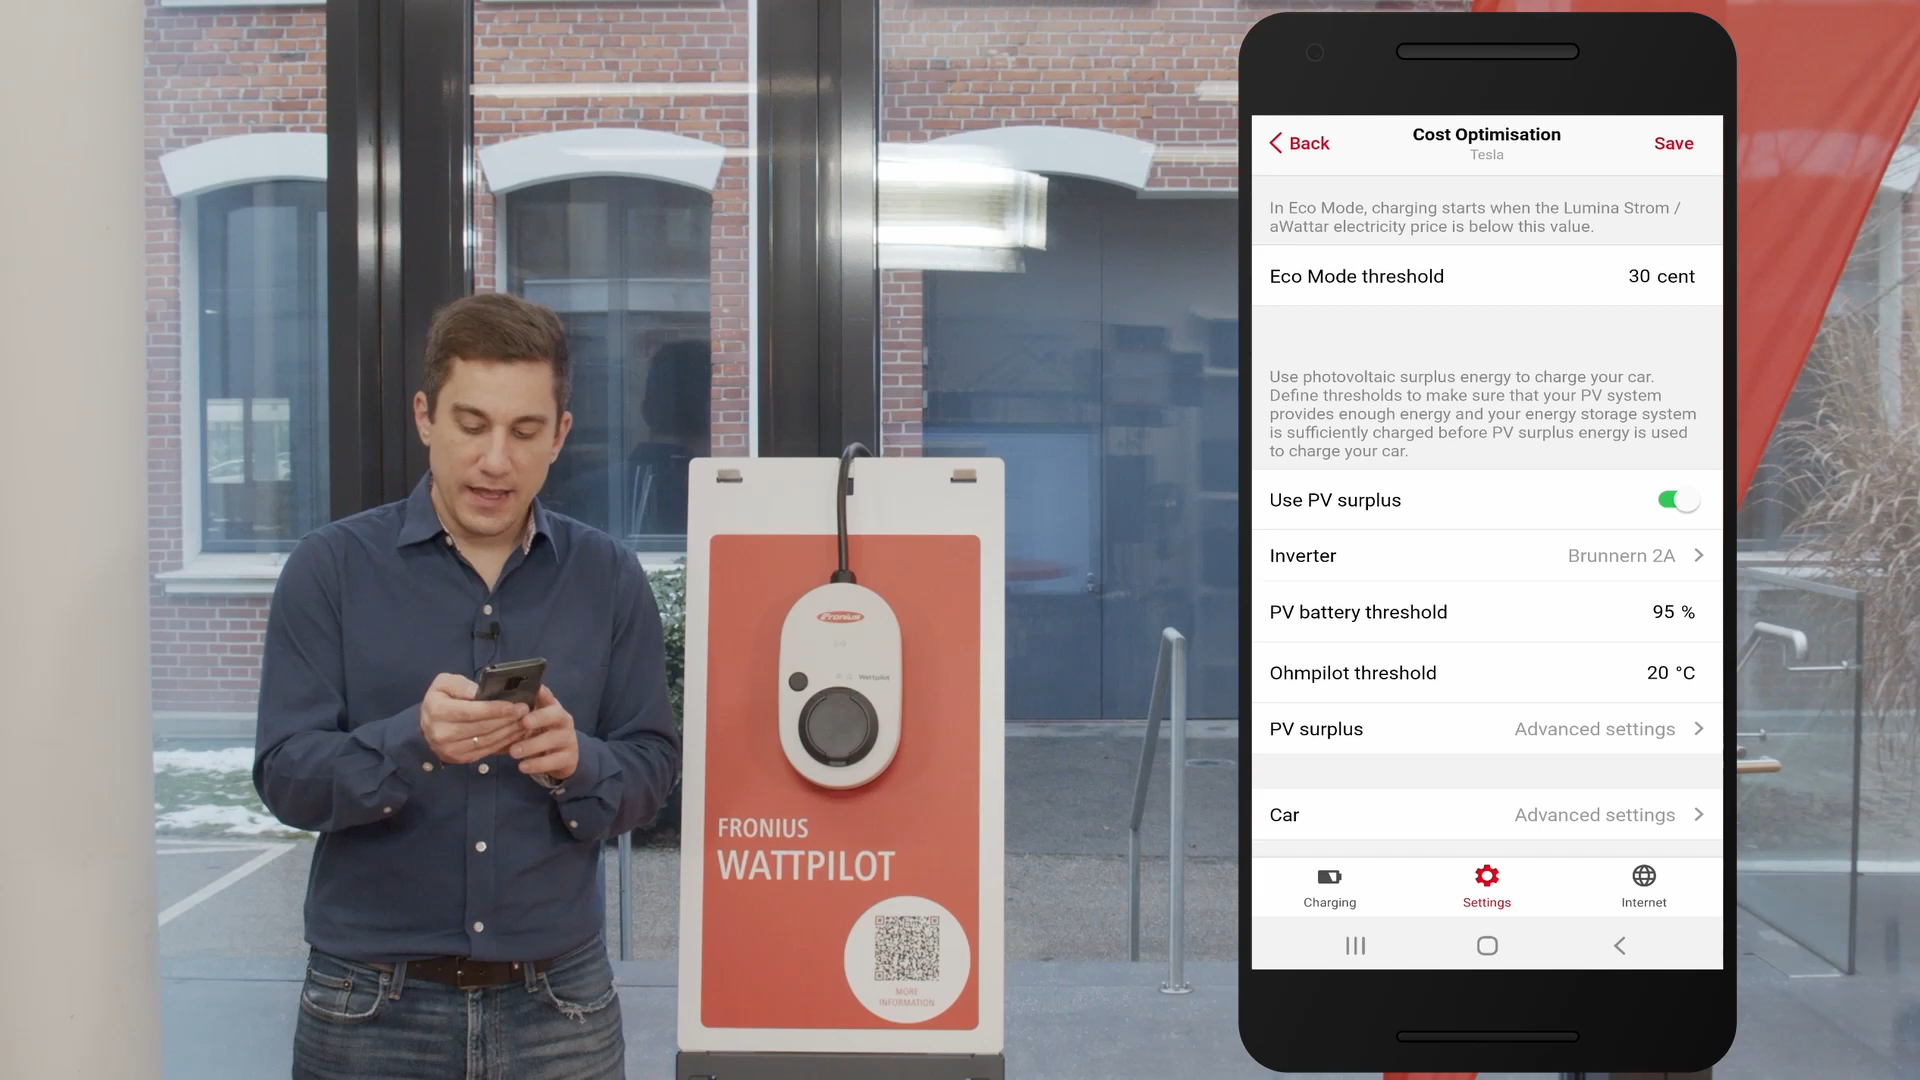 Fronius
Wattpilot
FRONIUS
WATTPILOT
MORE
INFORMATION
Back
Cost Optimisation
Save
Tesla
In Eco Mode, charging starts when the Lumina Strom /
aWattar electricity price is below this value.
Eco Mode threshold
30 cent
Use photovoltaic surplus energy to charge your car.
Define thresholds to make sure that your PV system
provides enough energy and your energy storage system
is sufficiently charged before PV surplus energy is used
to charge your car.
Use PV surplus
Inverter
Brunnern 2A
PV battery threshold
95 %
Ohmpilot threshold
20 °C
PV surplus
Advanced settings
Car
Advanced settings
Charging
Settings
Internet